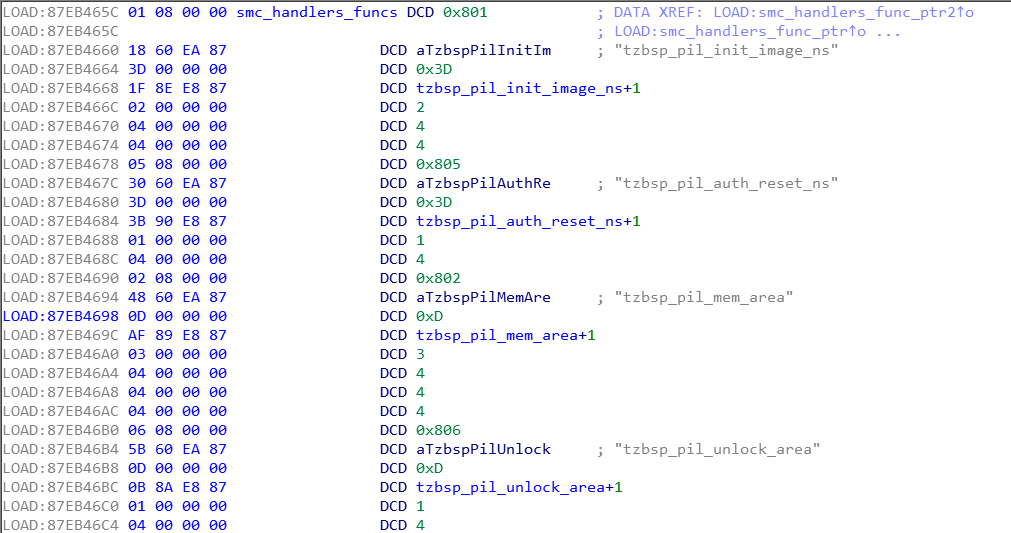 LOAD:87EB465C 01 08 00 00 smc_handlers_funcs DCD 0x801 ; DATA XREF: LOAD:smc_handlers_func_ptr2↑o
LOAD:87EB465C ; LOAD:smc_handlers_func_ptr↑o ...
LOAD:87EB4660 18 60 EA 87 DCD aTzbspPilInitIm ; "tzbsp_pil_init_image_ns"
LOAD:87EB4664 3D 00 00 00 DCD 0x3D
LOAD:87EB4668 1F 8E E8 87 DCD tzbsp_pil_init_image_ns+1
LOAD:87EB466C 02 00 00 00 DCD 2
LOAD:87EB4670 04 00 00 00 DCD 4
LOAD:87EB4674 04 00 00 00 DCD 4
LOAD:87EB4678 05 08 00 00 DCD 0x805
LOAD:87EB467C 30 60 EA 87 DCD aTzbspPilAuthRe ; "tzbsp_pil_auth_reset_ns"
LOAD:87EB4680 3D 00 00 00 DCD 0x3D
LOAD:87EB4684 3B 90 E8 87 DCD tzbsp_pil_auth_reset_ns+1
LOAD:87EB4688 01 00 00 00 DCD 1
LOAD:87EB468C 04 00 00 00 DCD 4
LOAD:87EB4690 02 08 00 00 DCD 0x802
LOAD:87EB4694 48 60 EA 87 DCD aTzbspPilMemAre ; "tzbsp_pil_mem_area"
LOAD:87EB4698 0D 00 00 00 DCD 0xD
LOAD:87EB469C AF 89 E8 87 DCD tzbsp_pil_mem_area+1
LOAD:87EB46A0 03 00 00 00 DCD 3
LOAD:87EB46A4 04 00 00 00 DCD 4
LOAD:87EB46A8 04 00 00 00 DCD 4
LOAD:87EB46AC 04 00 00 00 DCD 4
LOAD:87EB46B0 06 08 00 00 DCD 0x806
LOAD:87EB46B4 5B 60 EA 87 DCD aTzbspPilUnlock ; "tzbsp_pil_unlock_area"
LOAD:87EB46B8 0D 00 00 00 DCD 0xD
LOAD:87EB46BC 0B 8A E8 87 DCD tzbsp_pil_unlock_area+1
LOAD:87EB46C0 01 00 00 00 DCD 1
LOAD:87EB46C4 04 00 00 00 DCD 4